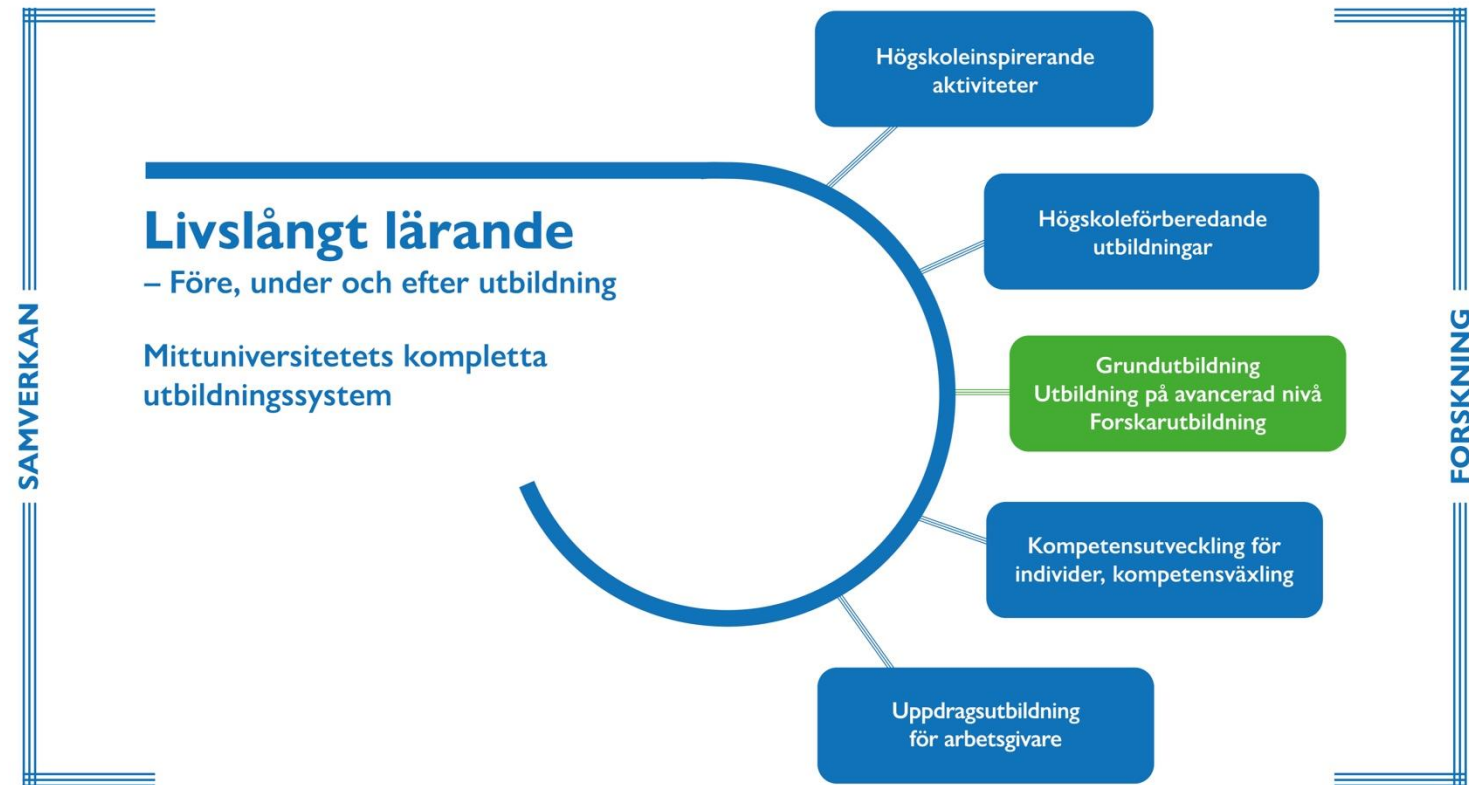 SAMVERKAN
Livslångt lärande
– Före, under och efter utbildning
Mittuniversitetets kompletta
utbildningssystem
Högskoleinspirerande
aktiviteter
Högskoleförberedande
utbildningar
Grundutbildning
Utbildning på avancerad nivå
Forskarutbildning
Kompetensutveckling för
individer, kompetensväxling
Uppdragsutbildning
för arbetsgivare
FORSKNING